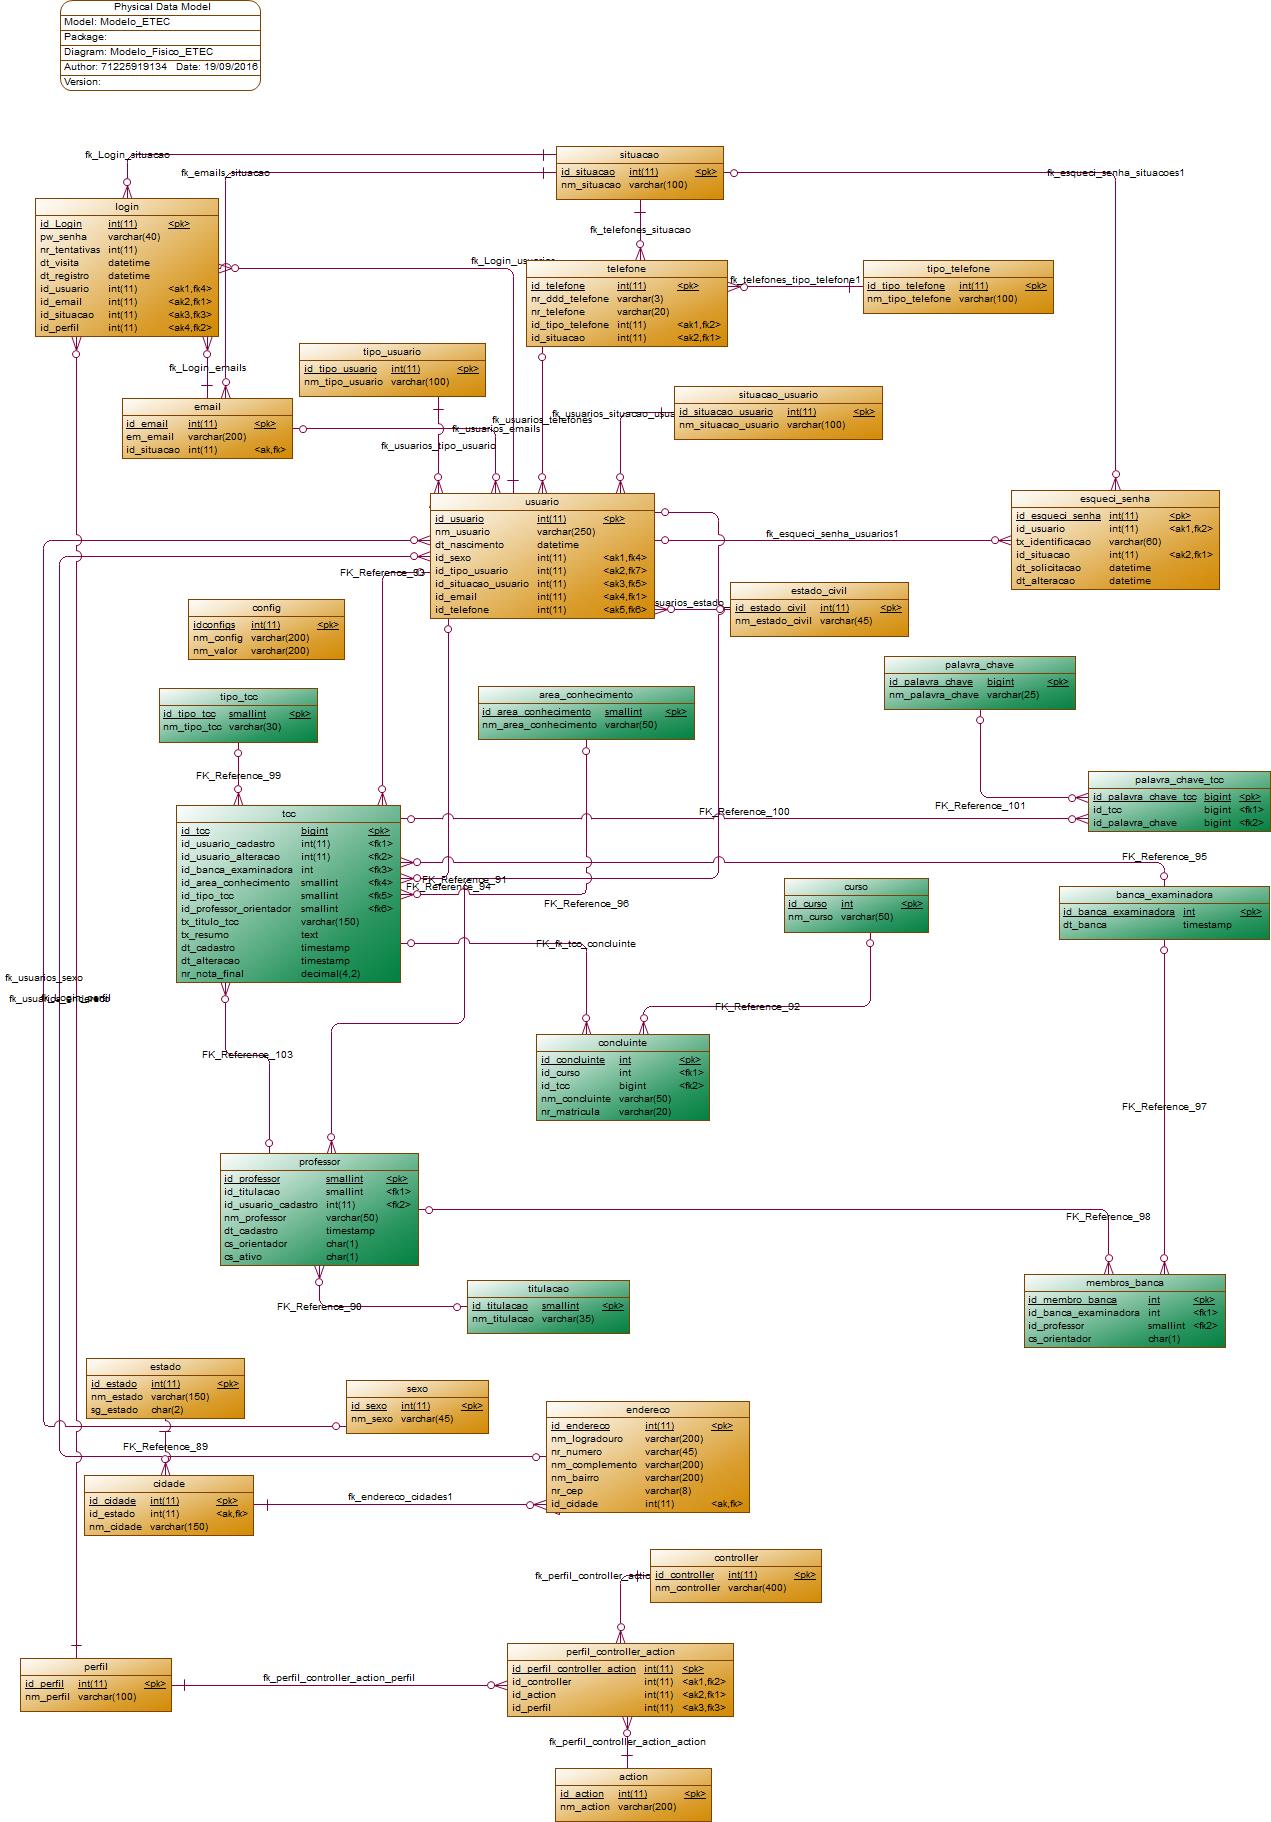 Physical Data Model
Model: Modelo_ETEC
Package:
Diagram: Modelo_Fisico_ETEC
Author: 71225919134 Date: 19/09/2016
Version:
fk_Login_situacao
fk_emails_situacao
situacao
id_situacao int(11) <pk>
nm_situacao varchar(100)
fk_esqueci_senha_situacoes1
login
id_Login int(11) <pk>
pw_senha varchar(40)
nr_tentativas int(11)
dt_visita datetime
dt_registro datetime
id_usuario int(11) <ak1,fk4>
id_email int(11) <ak2,fk1>
id_situacao int(11) <ak3,fk3>
id_perfil int(11) <ak4,fk2>
fk_telefones_situacao
telefone
id_telefone int(11) <pk>
nr_ddd_telefone varchar(3)
nr_telefone varchar(20)
id_tipo_telefone int(11) <ak1,fk2>
id_situacao int(11) <ak2,fk1>
fk_telefones_tipo_telefone1
tipo_telefone
id_tipo_telefone int(11) <pk>
nm_tipo_telefone varchar(100)
fk_Login_emails
tipo_usuario
id_tipo_usuario int(11) <pk>
nm_tipo_usuario varchar(100)
email
id_email int(11) <pk>
em_email varchar(200)
id_situacao int(11) <ak,fk>
situacao_usuario
id_situacao_usuario int(11) <pk>
nm_situacao_usuario varchar(100)
fk_usuarios_telefones
fk_usuarios_emails
fk_usuarios_tipo_usuario
usuario
id_usuario int(11) <pk>
nm_usuario varchar(250)
dt_nascimento datetime
id_sexo int(11) <ak1,fk4>
id_tipo_usuario int(11) <ak2,fk7>
id_situacao_usuario int(11) <ak3,fk5>
id_email int(11) <ak4,fk1>
id_telefone int(11) <ak5,fk6>
fk_esqueci_senha_usuarios1
esqueci_senha
id_esqueci_senha int(11) <pk>
id_usuario int(11) <ak1,fk2>
tx_identificacao varchar(60)
id_situacao int(11) <ak2,fk1>
dt_solicitacao datetime
dt_alteracao datetime
FK_Reference_93
estado_civil
id_estado_civil int(11) <pk>
nm_estado_civil varchar(45)
config
idconfigs int(11) <pk>
nm_config varchar(200)
nm_valor varchar(200)
palavra_chave
id_palavra_chave bigint <pk>
nm_palavra_chave varchar(25)
tipo_tcc
id_tipo_tcc smallint <pk>
nm_tipo_tcc varchar(30)
area_conhecimento
id_area_conhecimento smallint <pk>
nm_area_conhecimento varchar(50)
FK_Reference_99
palavra_chave_tcc
id_palavra_chave_tcc bigint <pk>
id_tcc bigint <fk1>
id_palavra_chave bigint <fk2>
FK_Reference_101
FK_Reference_100
tcc
id_tcc bigint <pk>
id_usuario_cadastro int(11) <fk1>
id_usuario_alteracao int(11) <fk2>
id_banca_examinadora int <fk3>
id_area_conhecimento smallint <fk4>
id_tipo_tcc smallint <fk5>
id_professor_orientador smallint <fk6>
tx_titulo_tcc varchar(150)
tx_resumo text
dt_cadastro timestamp
dt_alteracao timestamp
nr_nota_final decimal(4,2)
FK_Reference_95
FK_Reference_91
FK_Reference_94
FK_Reference_96
curso
id_curso int <pk>
nm_curso varchar(50)
banca_examinadora
id_banca_examinadora int <pk>
dt_banca timestamp
FK_fk_tcc_concluinte
fk_usuarios_sexo
FK_Reference_92
concluinte
id_concluinte int <pk>
id_curso int <fk1>
id_tcc bigint <fk2>
nm_concluinte varchar(50)
nr_matricula varchar(20)
FK_Reference_103
FK_Reference_97
professor
id_professor smallint <pk>
id_titulacao smallint <fk1>
id_usuario_cadastro int(11) <fk2>
nm_professor varchar(50)
dt_cadastro timestamp
cs_orientador char(1)
cs_ativo char(1)
FK_Reference_98
FK_Reference_90
titulacao
id_titulacao smallint <pk>
nm_titulacao varchar(35)
membros_banca
id_membro_banca int <pk>
id_banca_examinadora int <fk1>
id_professor smallint <fk2>
cs_orientador char(1)
estado
id_estado int(11) <pk>
nm_estado varchar(150)
sg_estado char(2)
sexo
id_sexo int(11) <pk>
nm_sexo varchar(45)
endereco
id_endereco int(11) <pk>
nm_logradouro varchar(200)
nr_numero varchar(45)
nm_complemento varchar(200)
nm_bairro varchar(200)
nr_cep varchar(8)
id_cidade int(11) <ak,fk>
FK_Reference_89
cidade
id_cidade int(11) <pk>
id_estado int(11) <ak,fk>
nm_cidade varchar(150)
fk_endereco_cidades1
controller
id_controller int(11) <pk>
nm_controller varchar(400)
perfil_controller_action
id_perfil_controller_action int(11) <pk>
id_controller int(11) <ak1,fk2>
id_action int(11) <ak2,fk1>
id_perfil int(11) <ak3,fk3>
perfil
id_perfil int(11) <pk>
nm_perfil varchar(100)
fk_perfil_controller_action_perfil
fk_perfil_controller_action_action
action
id_action int(11) <pk>
nm_action varchar(200)